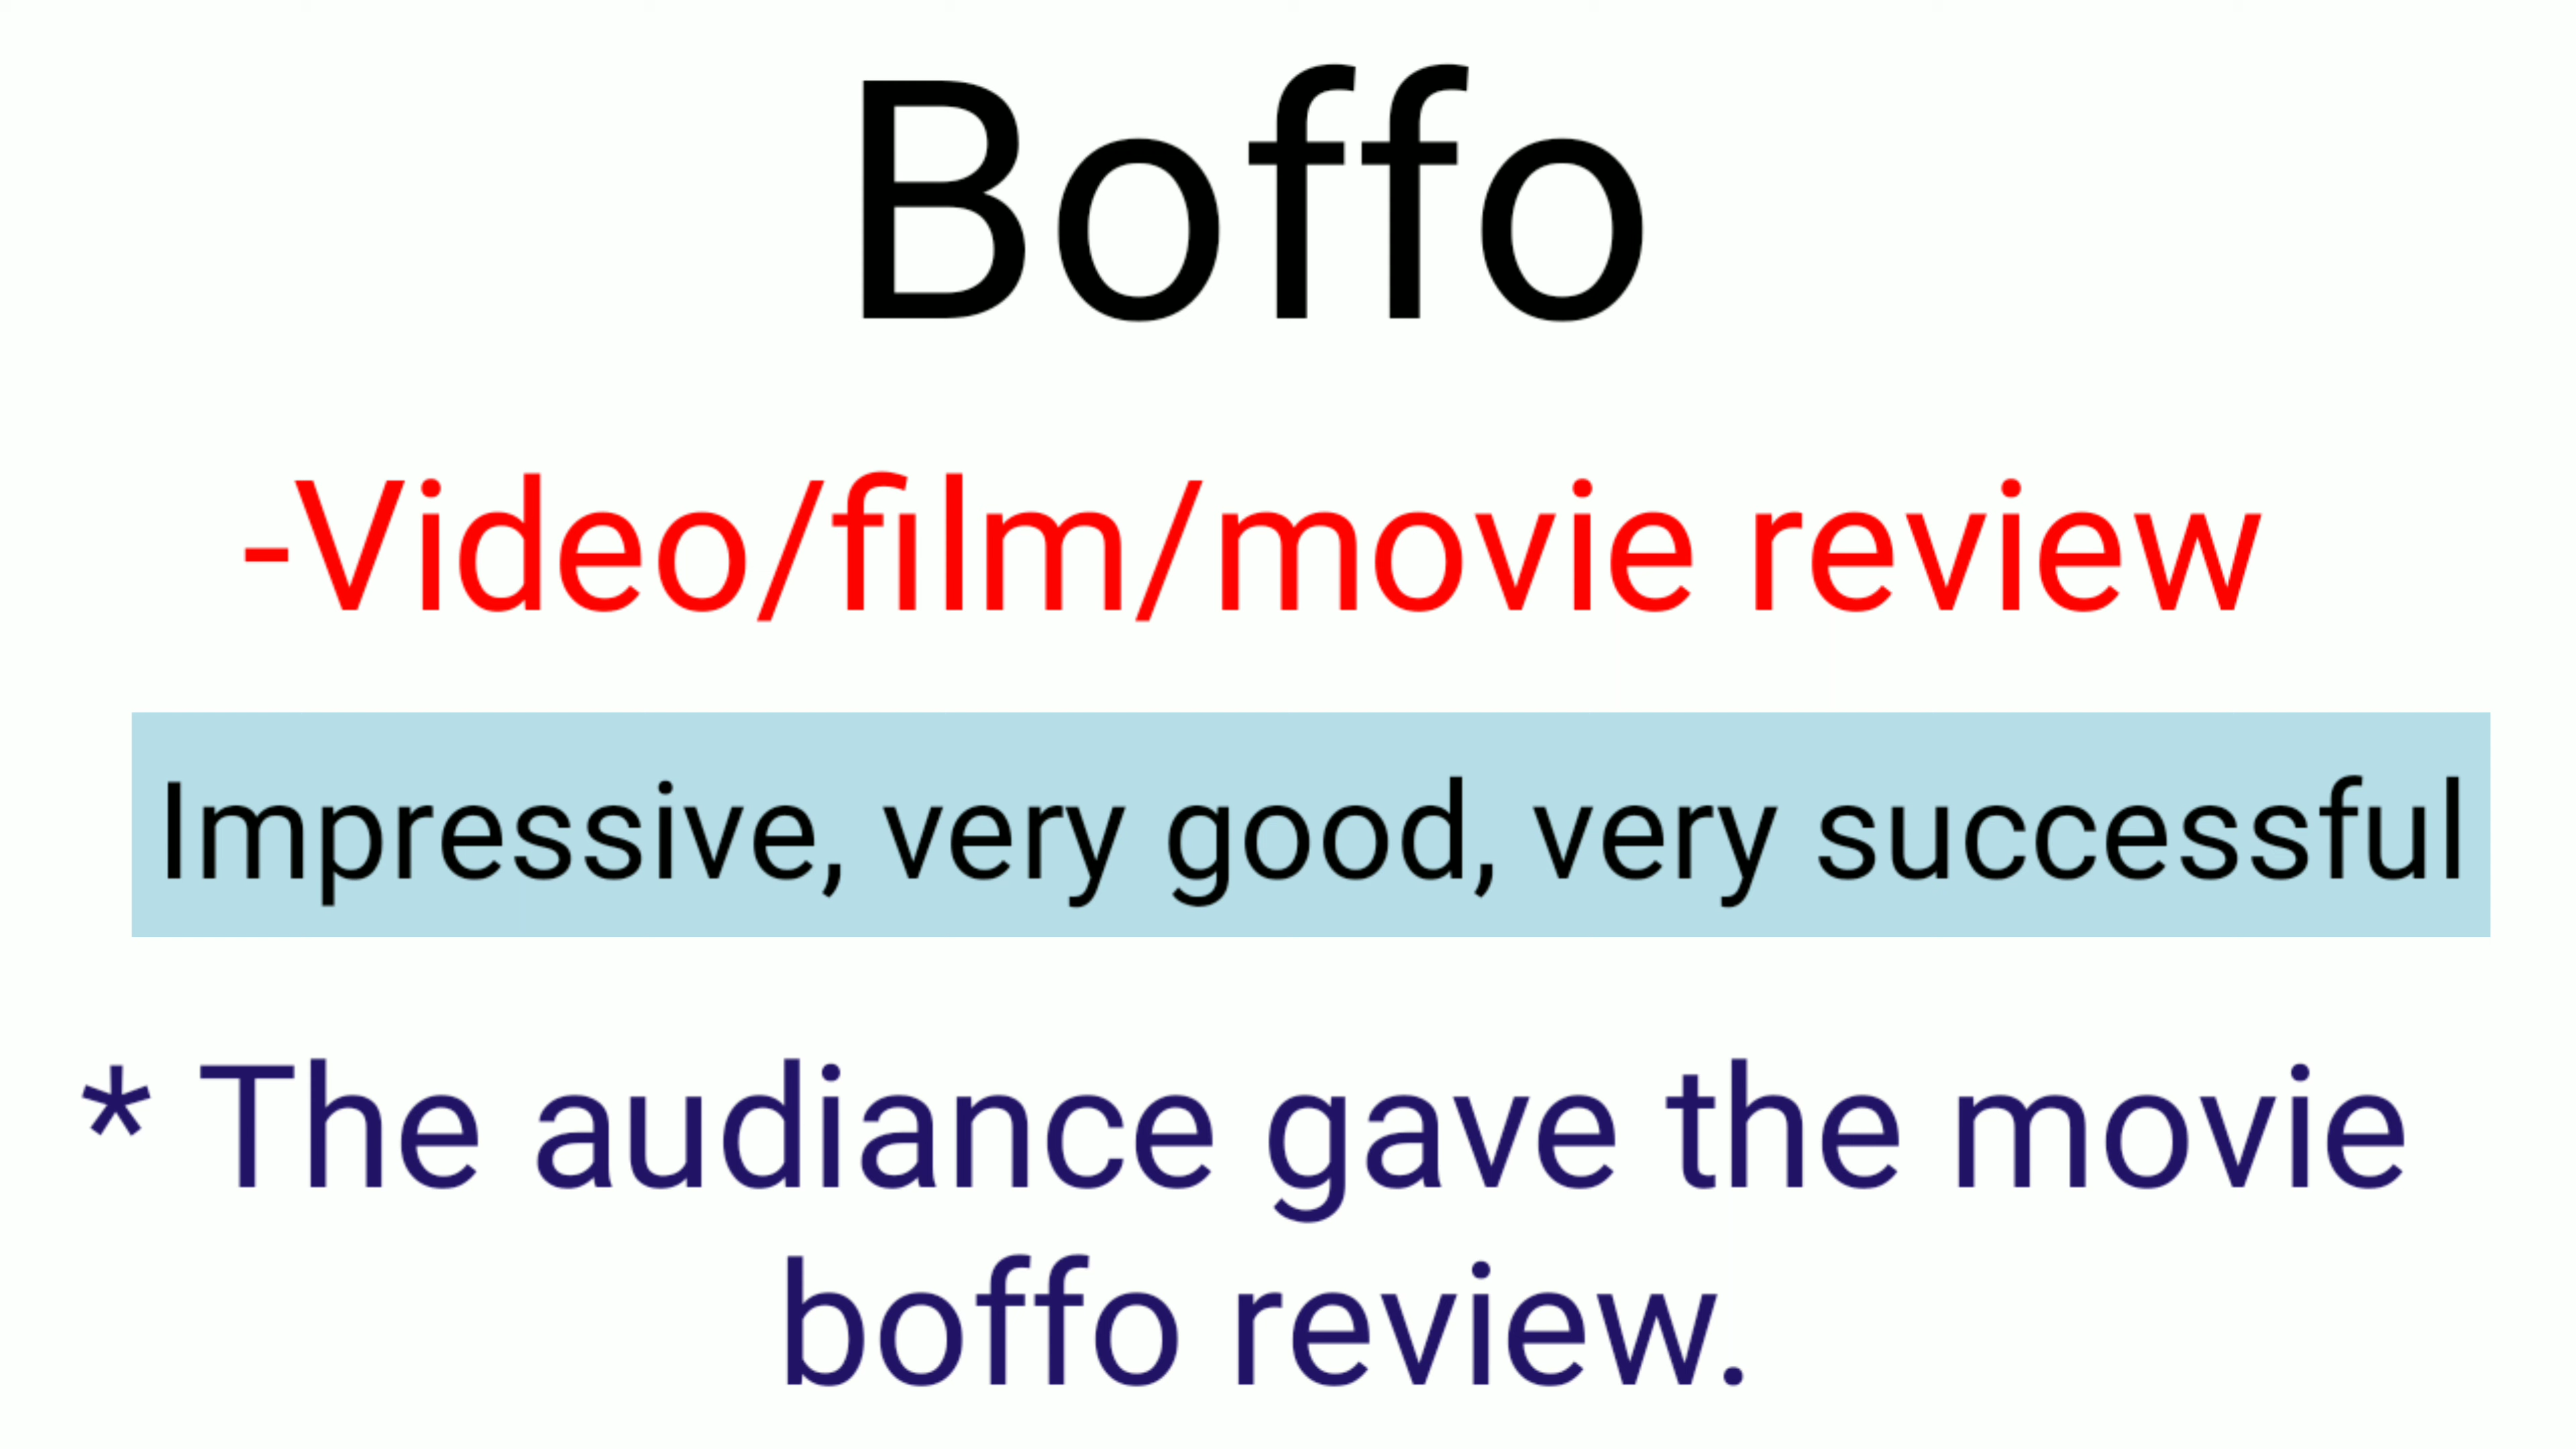 Boffo
-Video/film/movie review
Impressive, very good, very successful
* The audiance gave the movie
boffo review.